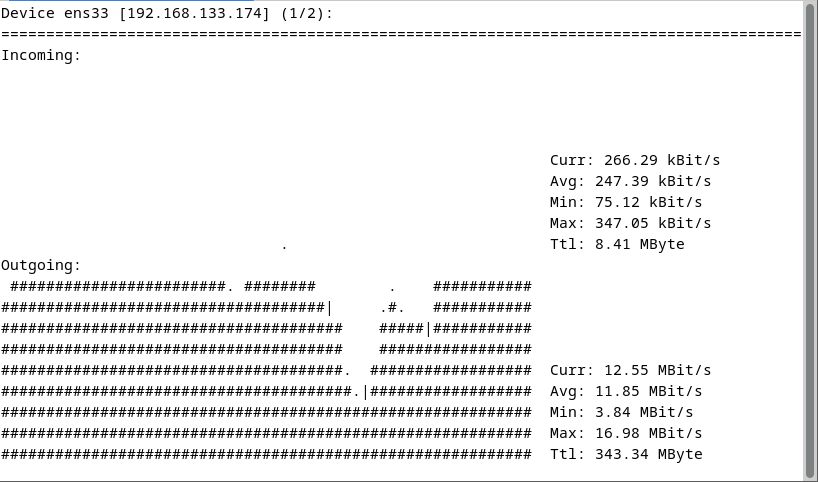 Device ens33 [192.168.133.174] (1/2):
=========================================================================================
Incoming:
Curr: 266.29 kBit/s
Avg: 247.39 kBit/s
Min: 75.12 kBit/s
Max: 347.05 kBit/s
                               .                             Ttl: 8.41 MByte
Outgoing:
 ########################. ########        .    ###########
####################################|     .#.   ###########
######################################    #####|###########
######################################    #################
######################################.  ##################  Curr: 12.55 MBit/s
#######################################.|##################  Avg: 11.85 MBit/s
###########################################################  Min: 3.84 MBit/s
###########################################################  Max: 16.98 MBit/s
###########################################################  Ttl: 343.34 MByte